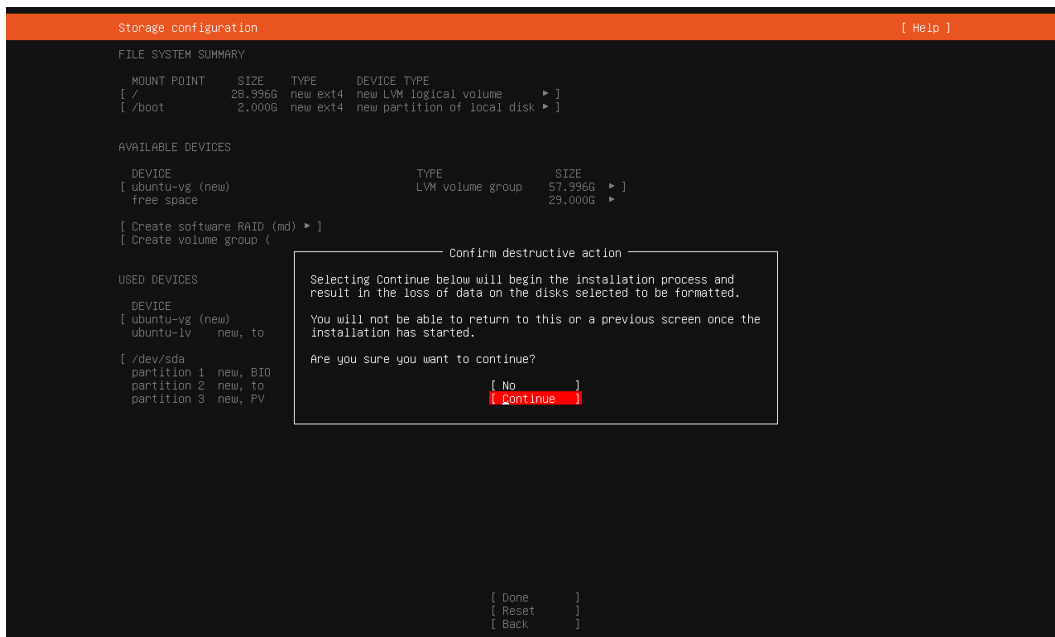 Storage configuration [ Help ]
FILE SYSTEM SUMMARY
MOUNT POINT SIZE TYPE DEVICE TYPE
[ / 28.996G new ext4 new LVM logical volume ▸ ]
[ /boot 2.000G new ext4 new partition of local disk ▸ ]
AVAILABLE DEVICES
DEVICE TYPE SIZE
[ ubuntu-vg (new) LVM volume group 57.996G ▸ ]
free space 29.000G ▸
[ Create software RAID (md) ▸ ]
[ Create volume group (
USED DEVICES
DEVICE
[ ubuntu-vg (new)
ubuntu-lv new, to
[ /dev/sda
partition 1 new, BIO
partition 2 new, to
partition 3 new, PV
Confirm destructive action
Selecting Continue below will begin the installation process and
result in the loss of data on the disks selected to be formatted.
You will not be able to return to this or a previous screen once the
installation has started.
Are you sure you want to continue?
[ No ]
[ Continue ]
[ Done ]
[ Reset ]
[ Back ]